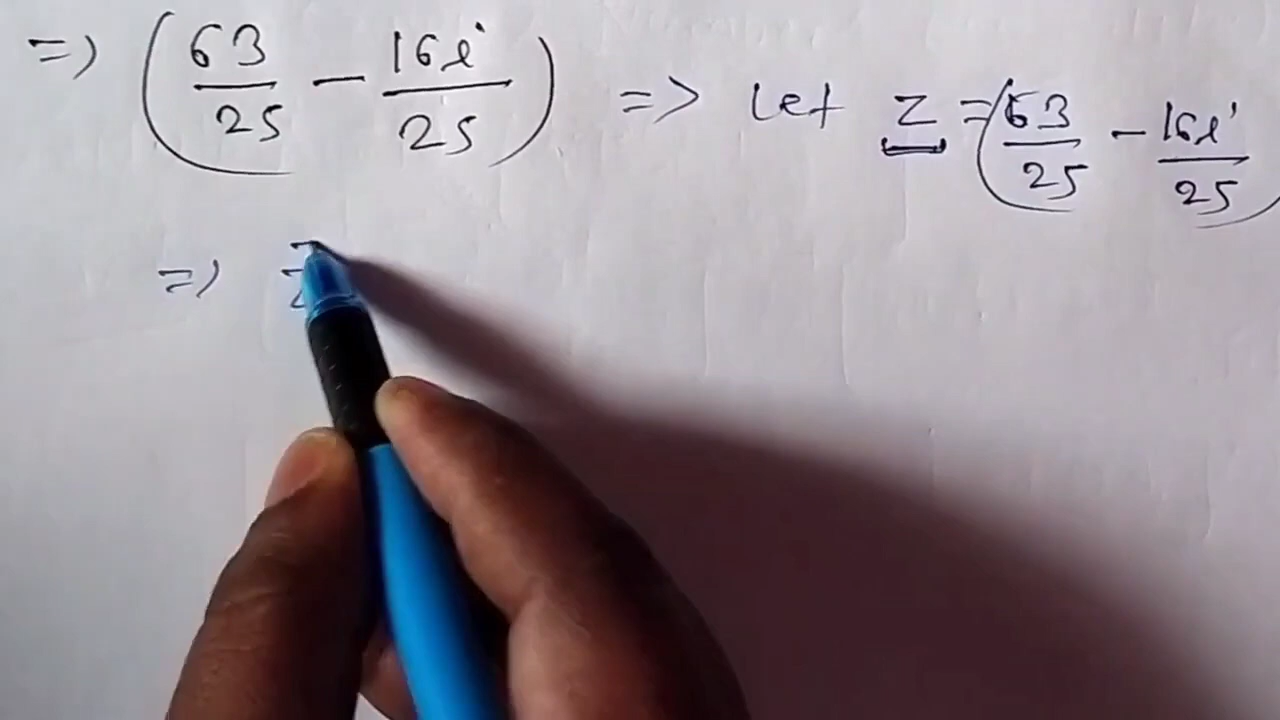 => (63/25 - 16i/25) => Let z = (63/25 - 16i/25)
=> z̄